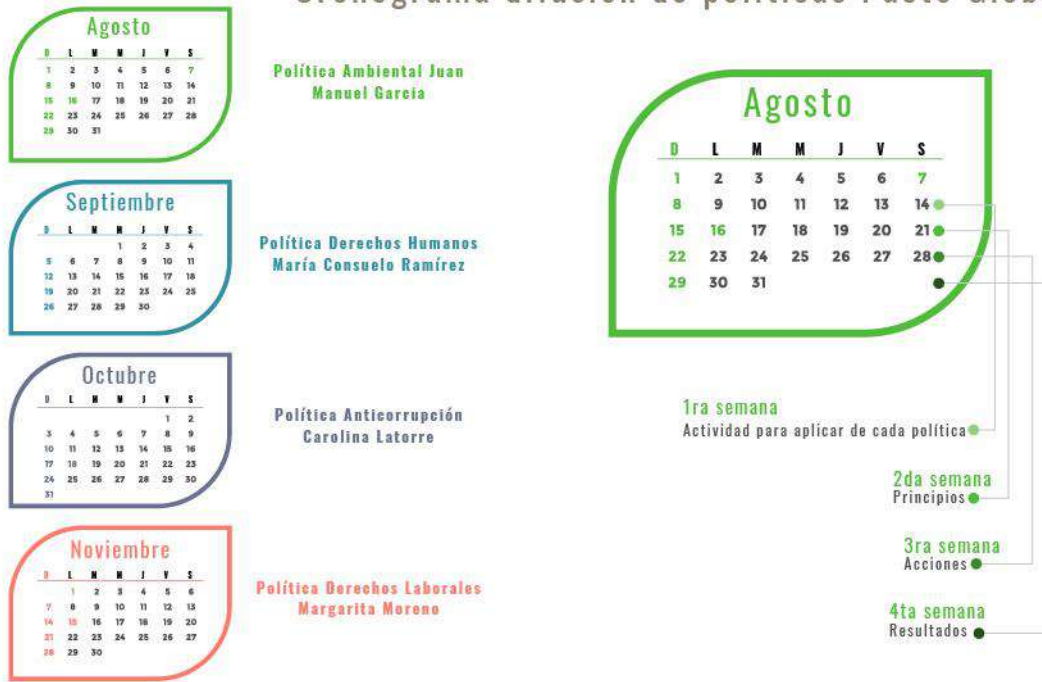 Cronograma difución de políticas Pacto Glob
Agosto
D L M M J V S
1 2 3 4 5 6 7
8 9 10 11 12 13 14
15 16 17 18 19 20 21
22 23 24 25 26 27 28
29 30 31
Política Ambiental Juan
Manuel Garcia
Septiembre
D L M M J V S
1 2 3 4
5 6 7 8 9 10 11
12 13 14 15 16 17 18
19 20 21 22 23 24 25
26 27 28 29 30
Política Derechos Humanos
María Consuelo Ramírez
Octubre
D L M M J V S
1 2
3 4 5 6 7 8 9
10 11 12 13 14 15 16
17 18 19 20 21 22 23
24 25 26 27 28 29 30
31
Política Anticorrupción
Carolina Latorre
Noviembre
D L M M J V S
1 2 3 4 5 6
7 8 9 10 11 12 13
14 15 16 17 18 19 20
21 22 23 24 25 26 27
28 29 30
Política Derechos Laborales
Margarita Moreno
Agosto
D L M M J V S
1 2 3 4 5 6 7
8 9 10 11 12 13 14
15 16 17 18 19 20 21
22 23 24 25 26 27 28
29 30 31
1ra semana
Actividad para aplicar de cada política
2da semana
Principios
3ra semana
Acciones
4ta semana
Resultados